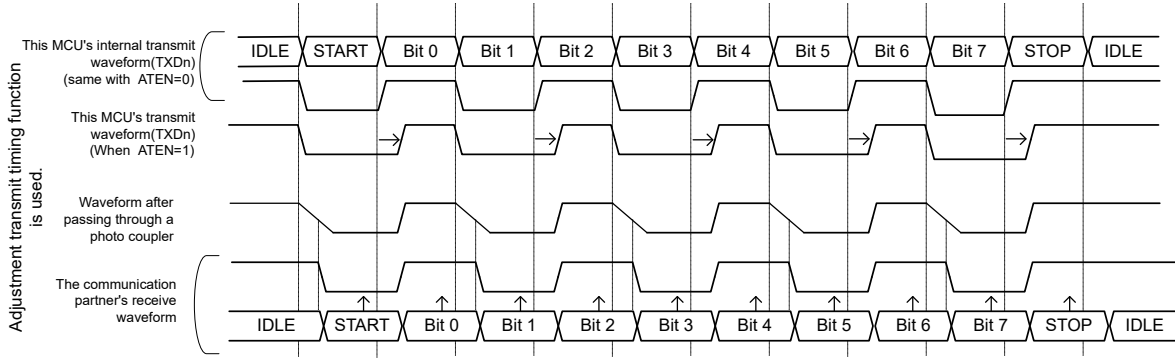 Adjustment transmit timing function
is used.
This MCU's internal transmit
waveform(TXDn)
(same with ATEN=0)
IDLE START Bit 0 Bit 1 Bit 2 Bit 3 Bit 4 Bit 5 Bit 6 Bit 7 STOP IDLE
This MCU's transmit
waveform(TXDn)
(When ATEN=1)
Waveform after
passing through a
photo coupler
The communication
partner's receive
waveform
IDLE START Bit 0 Bit 1 Bit 2 Bit 3 Bit 4 Bit 5 Bit 6 Bit 7 STOP IDLE